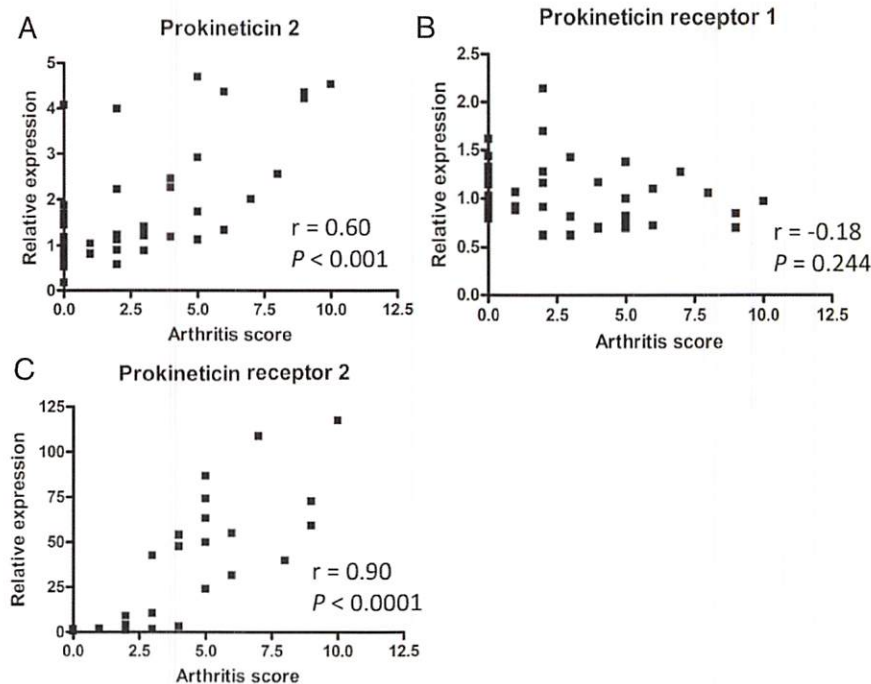 A
Prokineticin 2
Relative expression
5
4
3
2
1
0
0.0 2.5 5.0 7.5 10.0 12.5
Arthritis score
r = 0.60
P < 0.001
B
Prokineticin receptor 1
Relative expression
2.5
2.0
1.5
1.0
0.5
0.0
0.0 2.5 5.0 7.5 10.0 12.5
Arthritis score
r = -0.18
P = 0.244
C
Prokineticin receptor 2
Relative expression
125
100
75
50
25
0
0.0 2.5 5.0 7.5 10.0 12.5
Arthritis score
r = 0.90
P < 0.0001